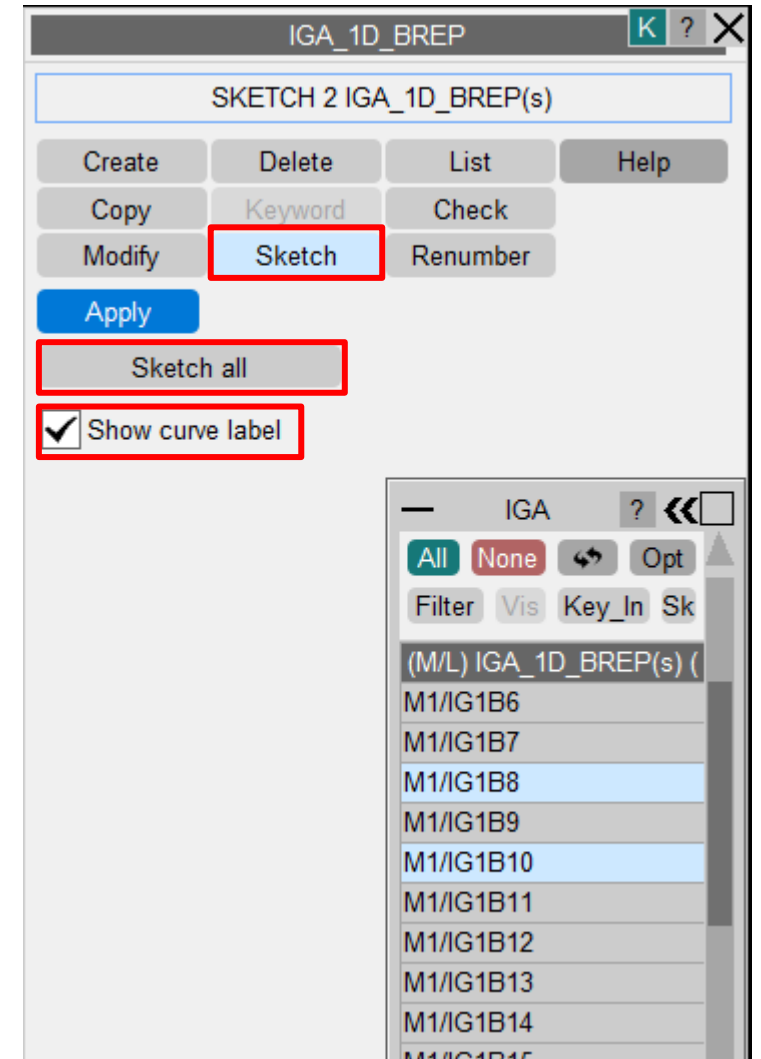 IGA_1D_BREP K ?
SKETCH 2 IGA_1D_BREP(s)
Create Delete List Help
Copy Keyword Check
Modify Sketch Renumber
Apply
Sketch all
Show curve label
IGA ?
All None Opt
Filter Vis Key_In Sk
(M/L) IGA_1D_BREP(s) (
M1/IG1B6
M1/IG1B7
M1/IG1B8
M1/IG1B9
M1/IG1B10
M1/IG1B11
M1/IG1B12
M1/IG1B13
M1/IG1B14
M1/IG1B15